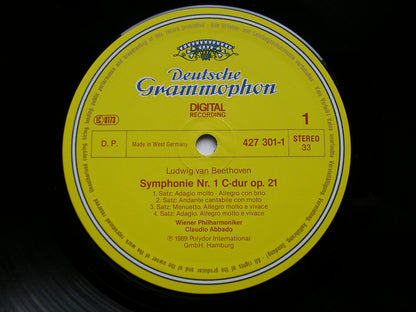 Deutsche
Grammophon
DIGITAL
RECORDING
0173
1
D. P.
Made in West Germany
427 301-1
STEREO
33
Ludwig van Beethoven
Symphonie Nr. 1 C-dur op. 21
1. Satz: Adagio molto · Allegro con brio
2. Satz: Andante cantabile con moto
3. Satz: Menuetto. Allegro molto e vivace
4. Satz: Adagio. Allegro molto e vivace
Wiener Philharmoniker
Claudio Abbado
℗ 1989 Polydor International
GmbH, Hamburg